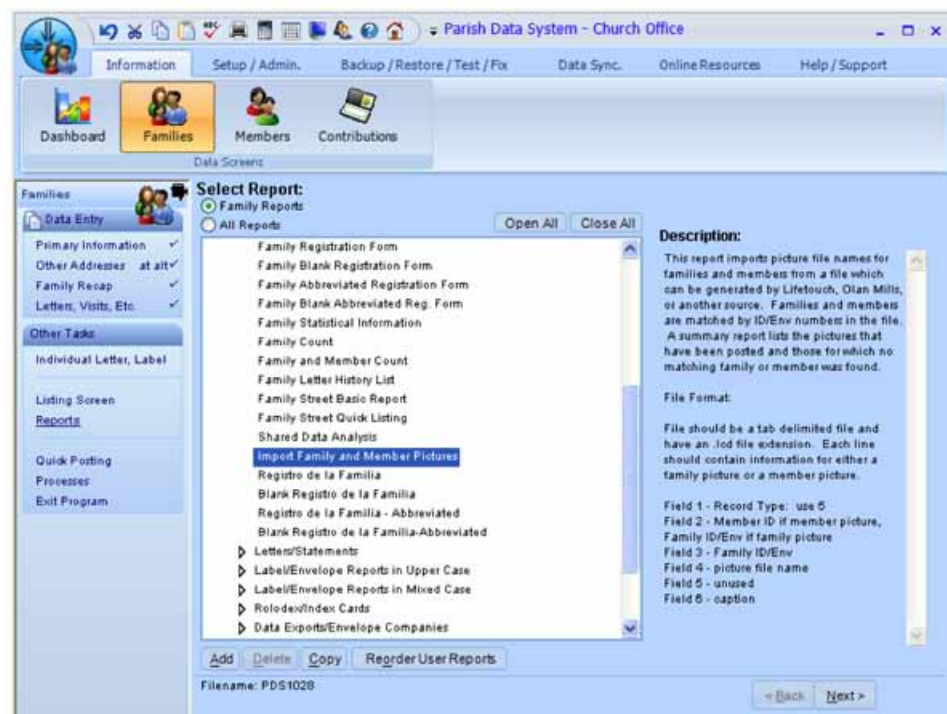 Parish Data System - Church Office
Information Setup / Admin. Backup / Restore / Test / Fix Data Sync. Online Resources Help / Support
Dashboard Families Members Contributions
Data Screens
Families
Data Entry
Primary Information
Other Addresses at alt
Family Recap
Letters, Visits, Etc.
Other Tasks
Individual Letter, Label
Listing Screen
Reports
Quick Posting
Processes
Exit Program
Select Report:
Family Reports
All Reports
Open All Close All
Family Registration Form
Family Blank Registration Form
Family Abbreviated Registration Form
Family Blank Abbreviated Reg. Form
Family Statistical Information
Family Count
Family and Member Count
Family Letter History List
Family Street Basic Report
Family Street Quick Listing
Shared Data Analysis
Import Family and Member Pictures
Registro de la Familia
Blank Registro de la Familia
Registro de la Familia - Abbreviated
Blank Registro de la Familia-Abbreviated
Letters/Statements
Label/Envelope Reports in Upper Case
Label/Envelope Reports in Mixed Case
Rolodex/Index Cards
Data Exports/Envelope Companies
Add Delete Copy Reorder User Reports
Filename: PDS1028
Description:
This report imports picture file names for
families and members from a file which
can be generated by Lifetouch, Olan Mills,
or another source. Families and members
are matched by ID/Env numbers in the file.
A summary report lists the pictures that
have been posted and those for which no
matching family or member was found.
File Format:
File should be a tab delimited file and
have an .lcd file extension. Each line
should contain information for either a
family picture or a member picture.
Field 1 - Record Type: use 5
Field 2 - Member ID if member picture,
Family ID/Env if family picture
Field 3 - Family ID/Env
Field 4 - picture file name
Field 5 - unused
Field 6 - caption
< Back Next >